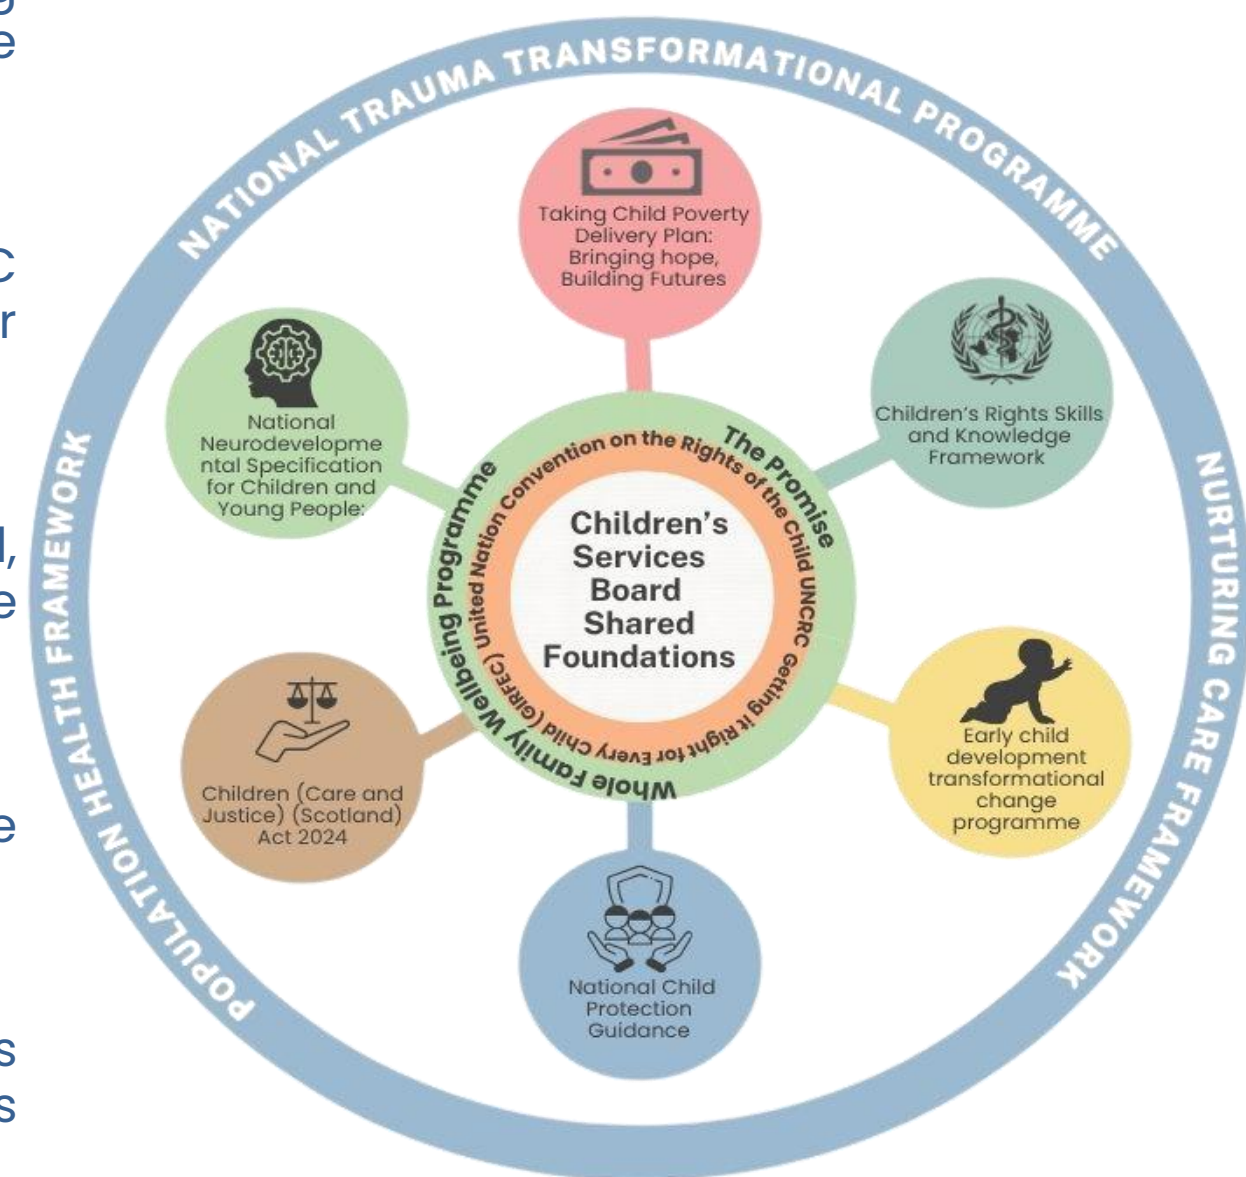 g
e
C
r
l,
e
e
s
s
NATIONAL TRAUMA TRANSFORMATIONAL PROGRAMME
NURTURING CARE FRAMEWORK
POPULATION HEALTH FRAMEWORK
Taking Child Poverty
Delivery Plan:
Bringing hope,
Building Futures
Children's Rights Skills
and Knowledge
Framework
Early child
development
transformational
change
programme
National Child
Protection
Guidance
Children (Care and
Justice) (Scotland)
Act 2024
National
Neurodevelopme
ntal Specification
for Children and
Young People:
The Promise
Whole Family Wellbeing Programme
United Nation Convention on the Rights of the Child UNCRC
Getting it Right for Every Child (GIRFEC)
Children's
Services
Board
Shared
Foundations